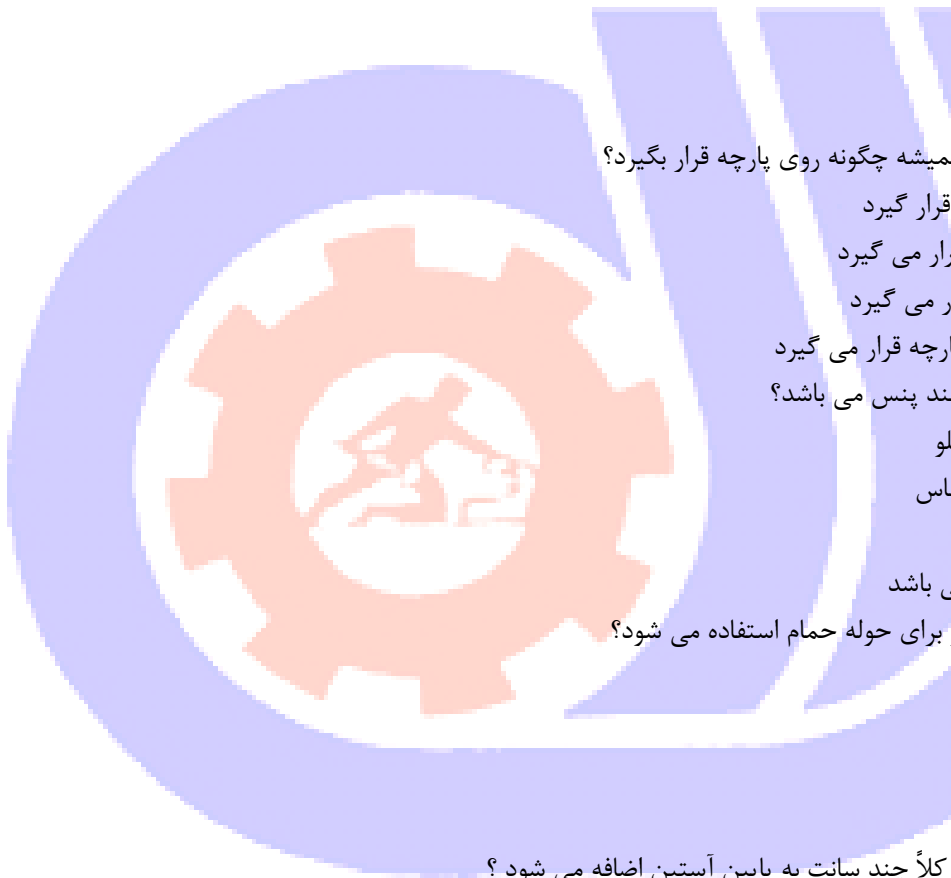 میشه چگونه روی پارچه قرار بگیرد؟
قرار گیرد
رار می گیرد
ر می گیرد
ارچه قرار می گیرد
ند پنس می باشد؟
لو
اس
ی باشد
برای حوله حمام استفاده می شود؟
کلاً چند سانت به پایین آستین اضافه می شود ؟